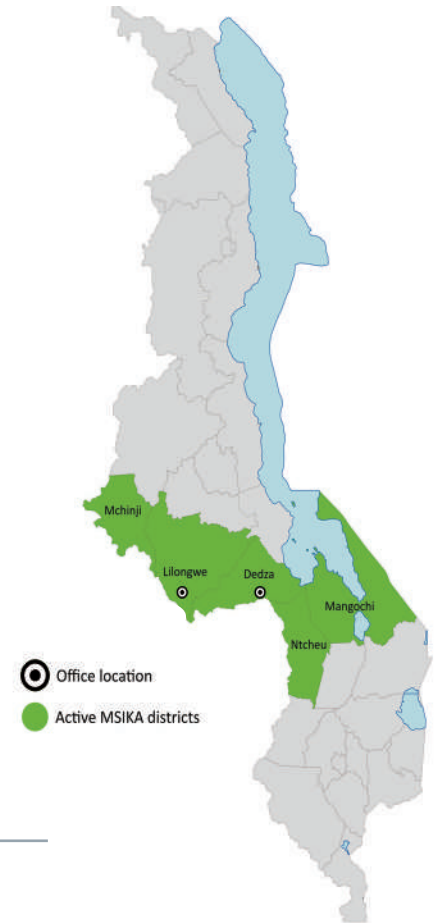 Mchinji
Lilongwe
Dedza
Mangochi
Ntcheu
Office location
Active MSIKA districts